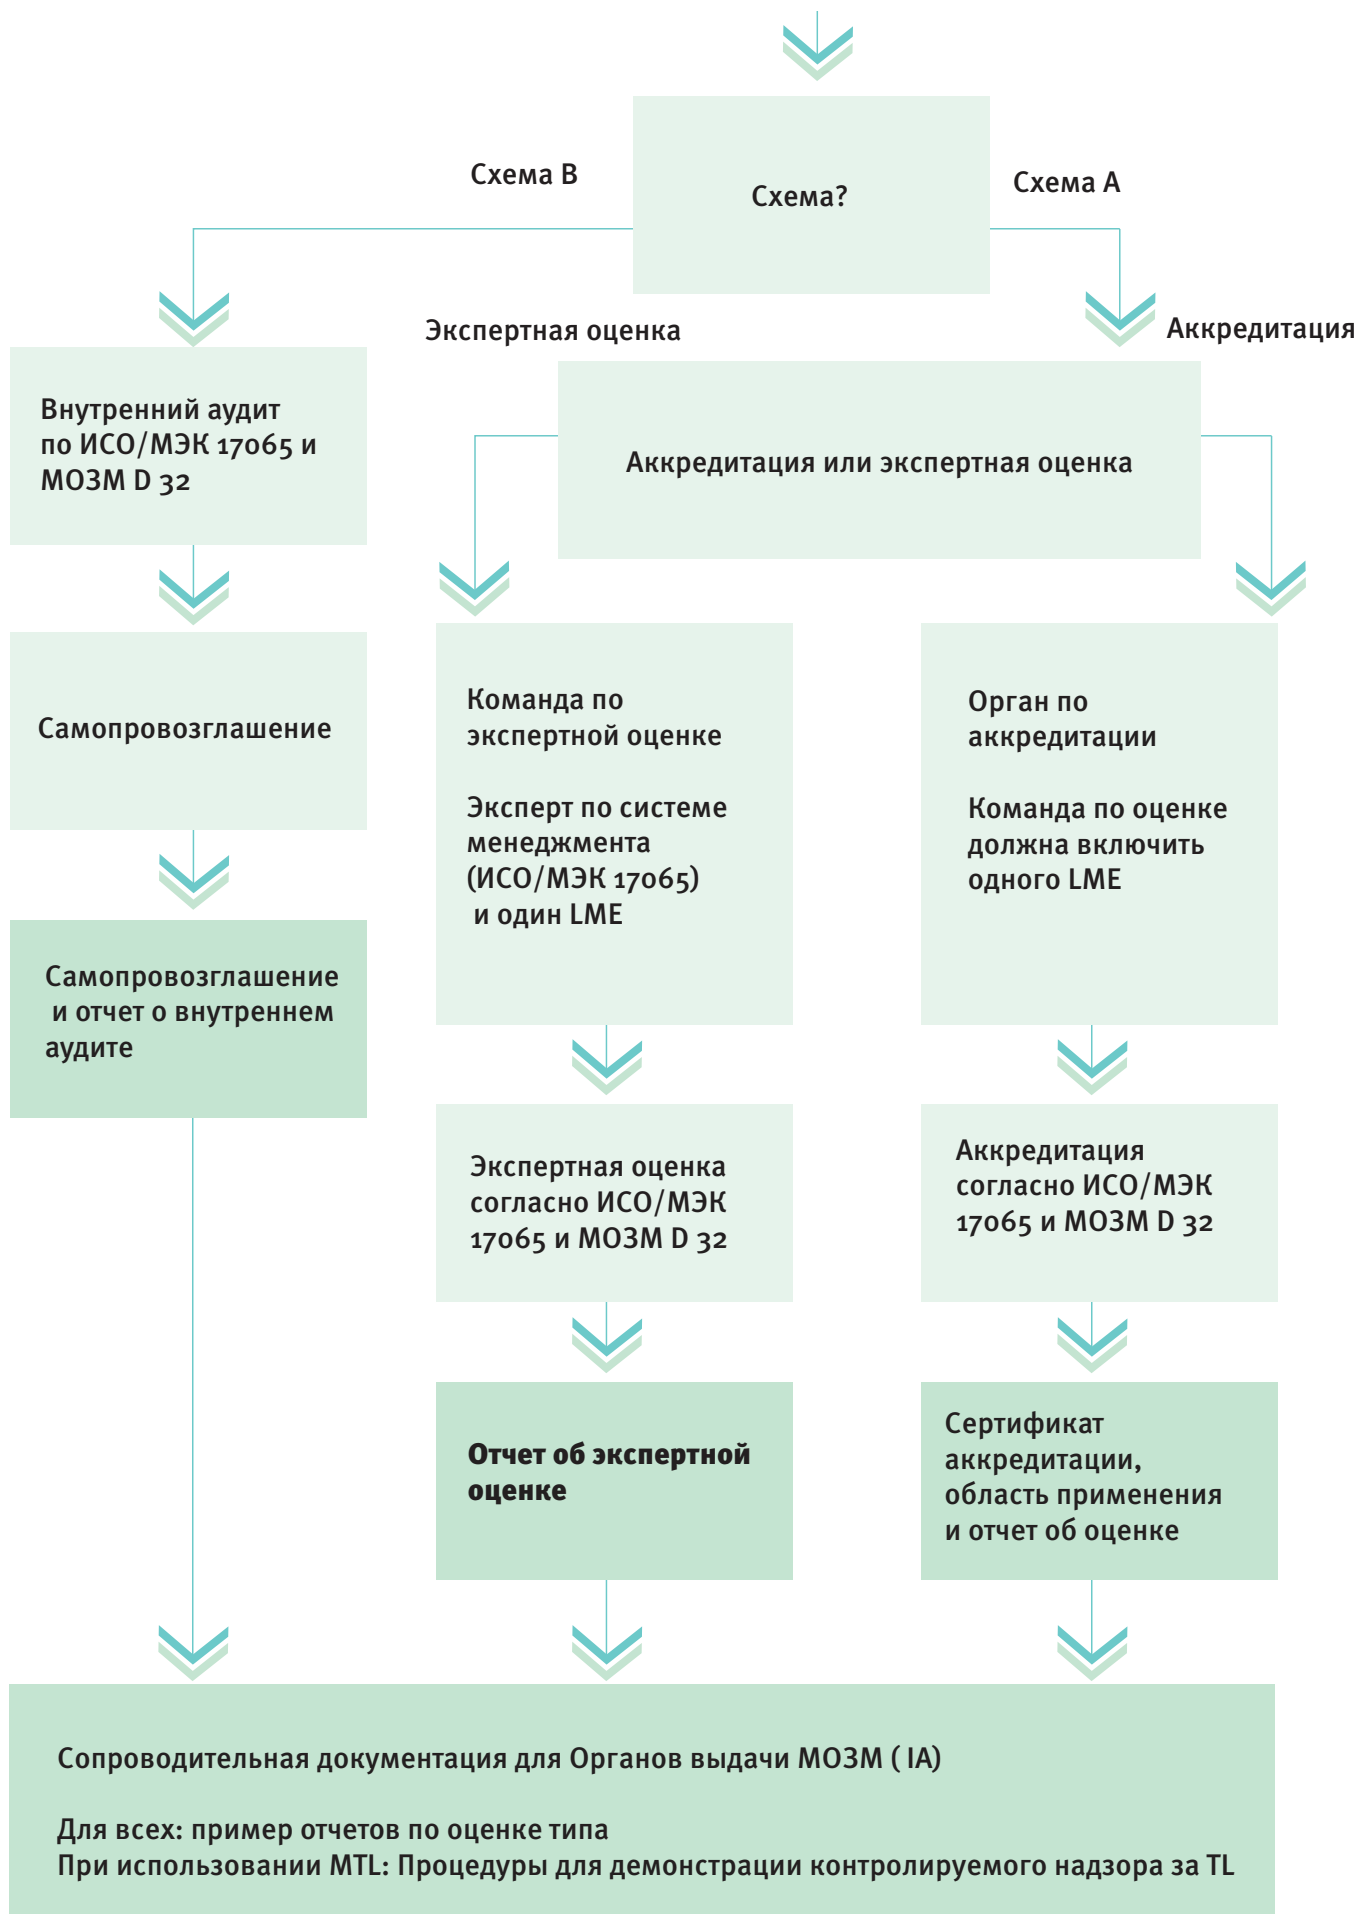 Схема B
Схема?
Схема А
Экспертная оценка
Аккредитация
Внутренний аудит
по ИСО/МЭК 17065 и
МОЗМ D 32
Аккредитация или экспертная оценка
Самопровозглашение
Команда по
экспертной оценке
Эксперт по системе
менеджмента
(ИСО/МЭК 17065)
и один LME
Орган по
аккредитации
Команда по оценке
должна включить
одного LME
Самопровозглашение
и отчет о внутреннем
аудите
Экспертная оценка
согласно ИСО/МЭК
17065 и МОЗМ D 32
Аккредитация
согласно ИСО/МЭК
17065 и МОЗМ D 32
Отчет об экспертной
оценке
Сертификат
аккредитации,
область применения
и отчет об оценке
Сопроводительная документация для Органов выдачи МОЗМ ( IA)
Для всех: пример отчетов по оценке типа
При использовании MTL: Процедуры для демонстрации контролируемого надзора за TL